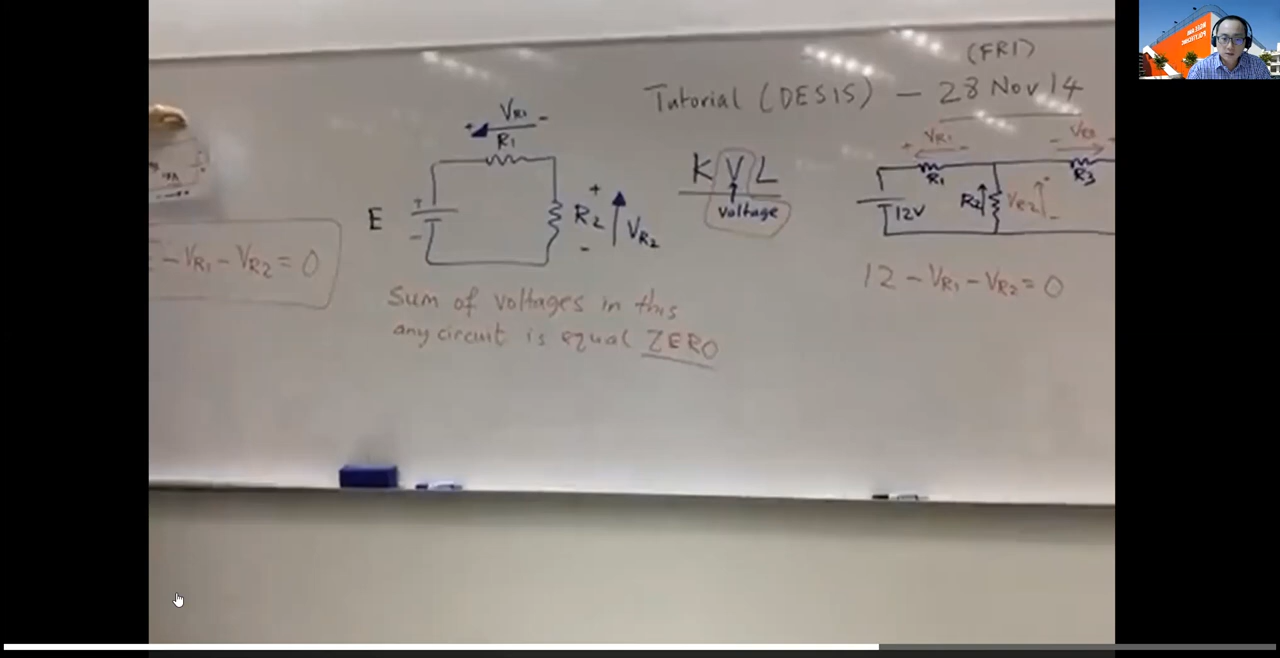 (FRI)
Tutorial (DESIS) — 28 Nov 14
VR1
+ -
R1
E
+
-
+
R2
-
VR2
KVL
voltage
VR1
+ -
R1
R2
VR2
+
-
R3
12V
- VR1 - VR2 = 0
12 - VR1 - VR2 = 0
Sum of voltages in this
any circuit is equal ZERO